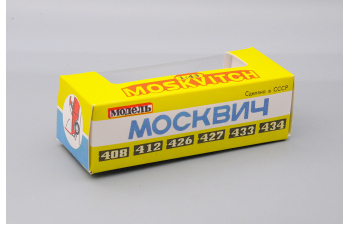 MOSKVITCH
Сделано в СССР
модель
МОСКВИЧ
408 412 426 427 433 434